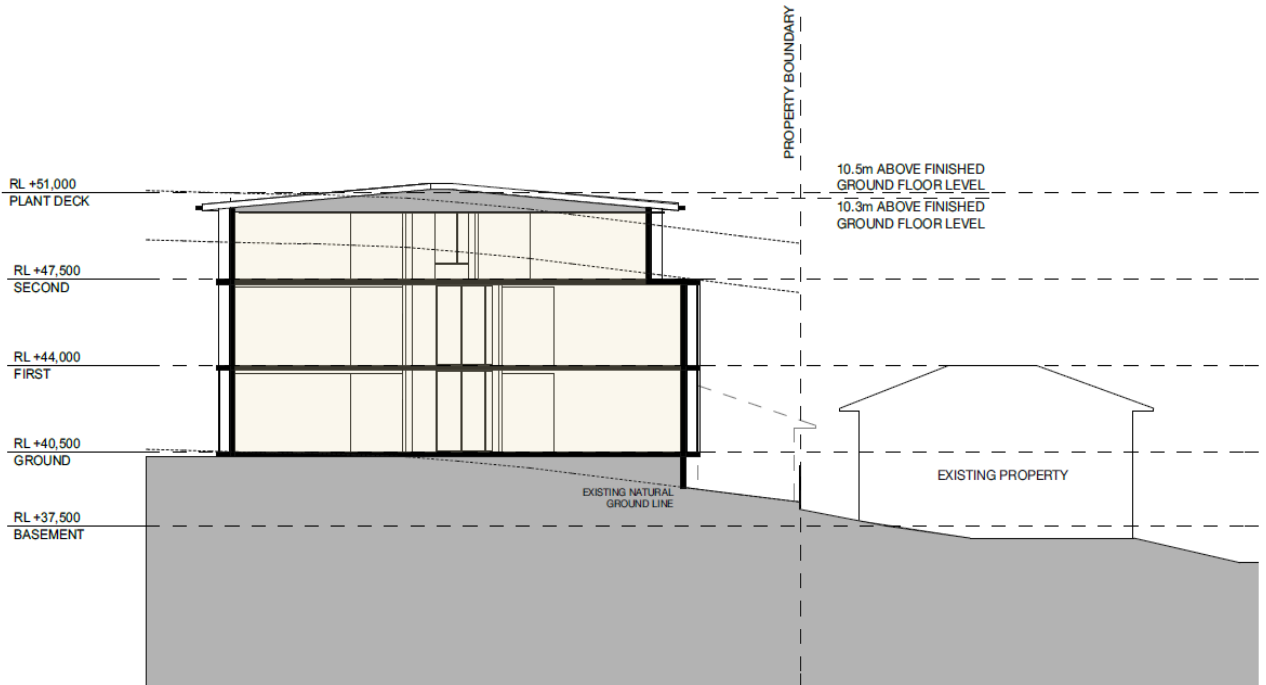 PROPERTY BOUNDARY
10.5m ABOVE FINISHED
GROUND FLOOR LEVEL
RL +51,000
PLANT DECK
10.3m ABOVE FINISHED
GROUND FLOOR LEVEL
RL +47,500
SECOND
RL +44,000
FIRST
RL +40,500
GROUND
EXISTING PROPERTY
EXISTING NATURAL
GROUND LINE
RL +37,500
BASEMENT